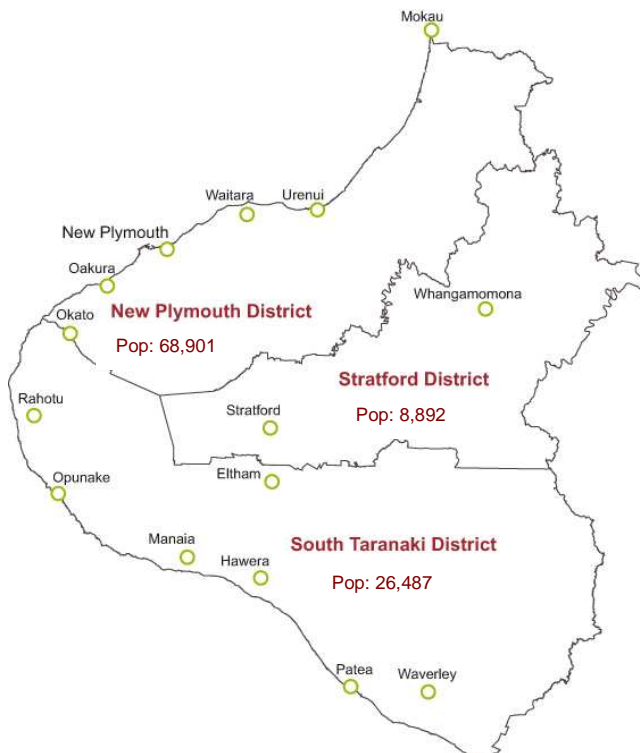 Mokau
Waitara
Urenui
New Plymouth
Oakura
Whangamomona
New Plymouth District
Okato
Pop: 68,901
Stratford District
Rahotu
Stratford
Pop: 8,892
Eltham
Opunake
Manaia
South Taranaki District
Hawera
Pop: 26,487
Patea
Waverley